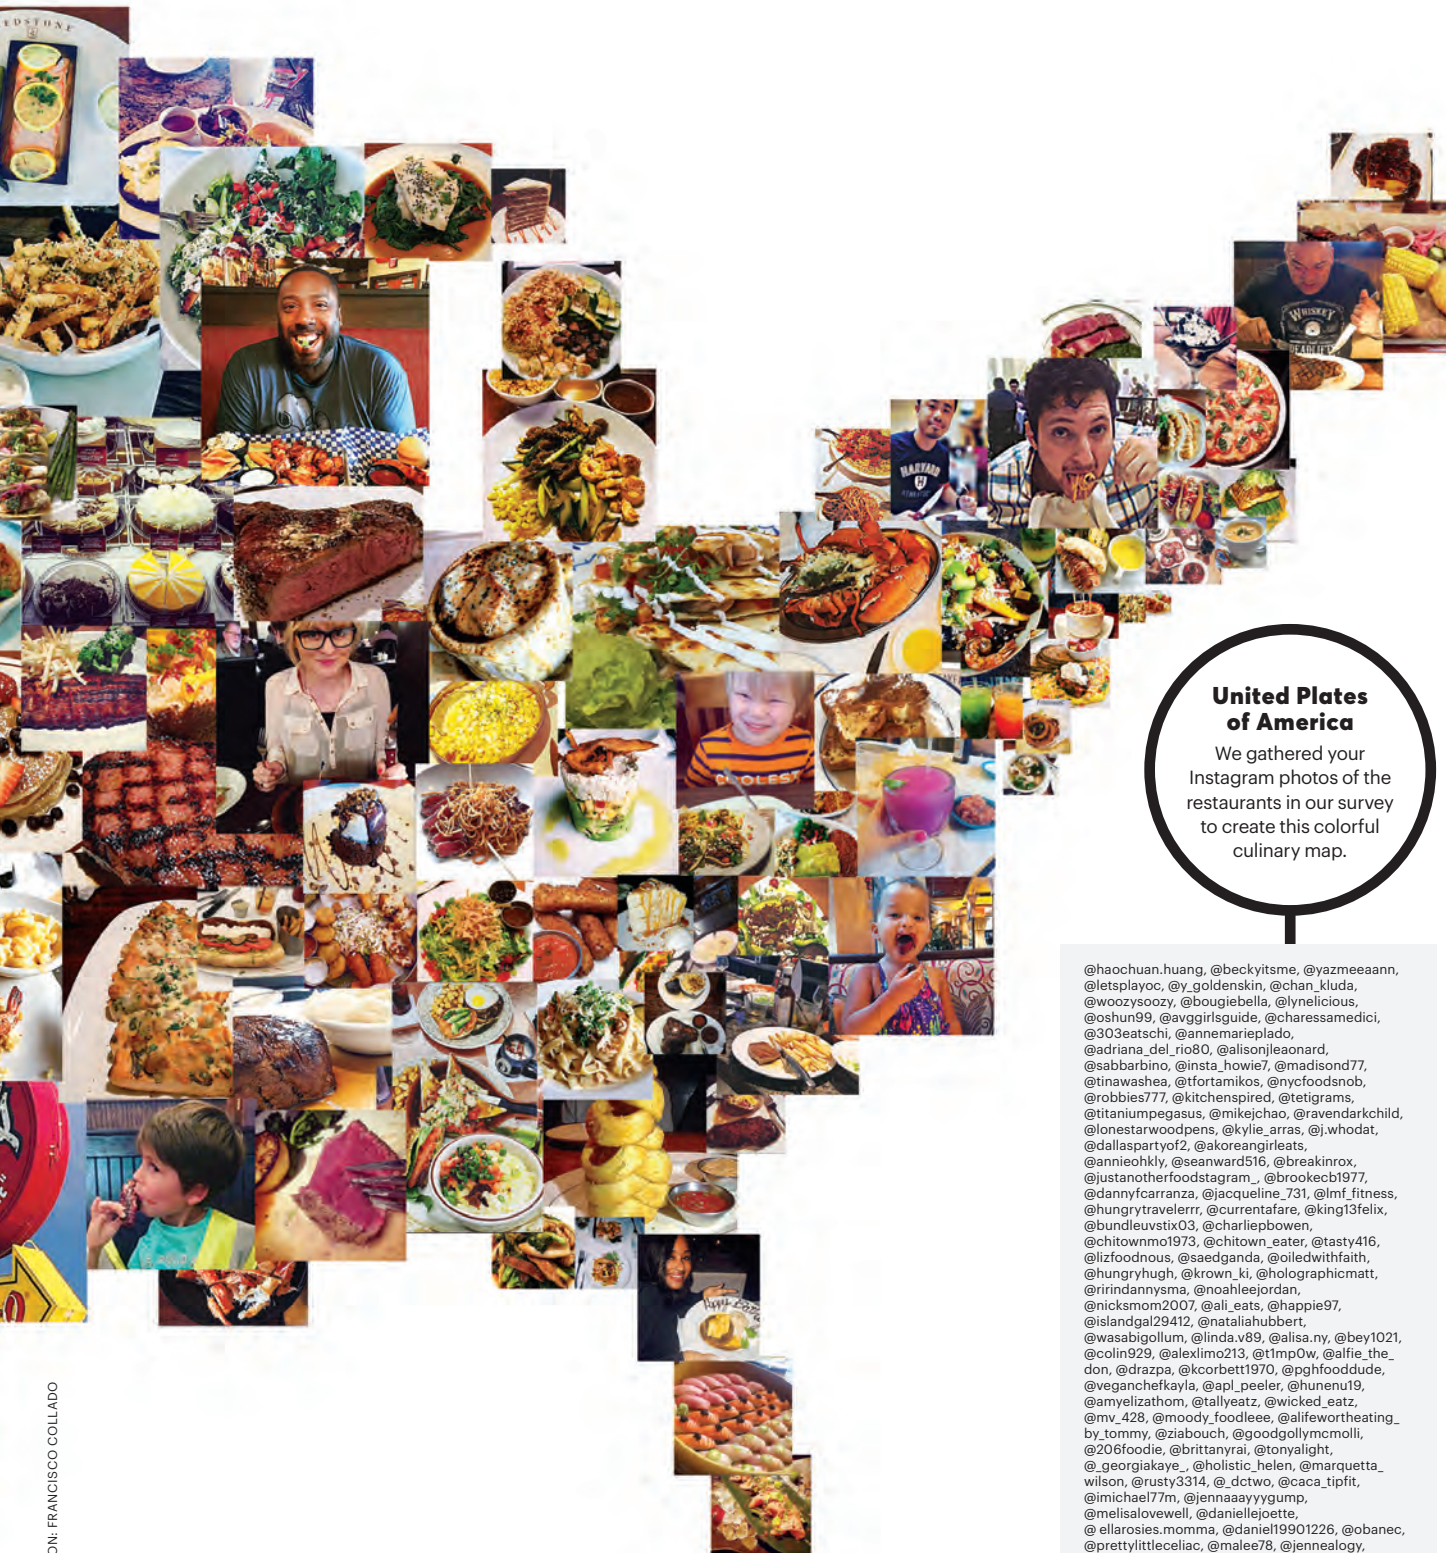 EDSTONE
WHISKEY
HARVARD
COOLEST
United Plates
of America
We gathered your
Instagram photos of the
restaurants in our survey
to create this colorful
culinary map.
@haochuan.huang, @beckyitsme, @yazmeeaann,
@letsplayoc, @y_goldenskin, @chan_kluda,
@woozysoozy, @bougiebella, @lynelicious,
@oshun99, @avggirlsguide, @charessamedici,
@303eatschi, @annemarieplado,
@adriana_del_rio80, @alisonjleaonard,
@sabbarbino, @insta_howie7, @madisond77,
@tinawashea, @tfortamikos, @nycfoodsnob,
@robbies777, @kitchenspired, @tetigrams,
@titaniumpegasus, @mikejchao, @ravendarkchild,
@lonestarwoodpens, @kylie_arras, @j.whodat,
@dallaspartyof2, @akoreangirleats,
@annieohkly, @seanward516, @breakinrox,
@justanotherfoodstagram_, @brookecb1977,
@dannyfcarranza, @jacqueline_731, @lmf_fitness,
@hungrytravelerrr, @currentafare, @king13felix,
@bundleuvstix03, @charliepbowen,
@chitownmo1973, @chitown_eater, @tasty416,
@lizfoodnous, @saedganda, @oiledwithfaith,
@hungryhugh, @krown_ki, @holographicmatt,
@ririndannysma, @noahleejordan,
@nicksmom2007, @ali_eats, @happie97,
@islandgal29412, @nataliahubbert,
@wasabigollum, @linda.v89, @alisa.ny, @bey1021,
@colin929, @alexlimo213, @t1mp0w, @alfie_the_
don, @drazpa, @kcorbett1970, @pghfooddude,
@veganchefkayla, @apl_peeler, @hunenu19,
@amyelizathom, @tallyeatz, @wicked_eatz,
@mv_428, @moody_foodleee, @alifewortheating_
by_tommy, @ziabouch, @goodgollymcmolli,
@206foodie, @brittanyrai, @tonyalight,
@_georgiakaye_, @holistic_helen, @marquetta_
wilson, @rusty3314, @_dctwo, @caca_tipfit,
@imichael77m, @jennaaayyygump,
@melisalovewell, @daniellejoette,
@ ellarosies.momma, @daniel19901226, @obanec,
@prettylittleceliac, @malee78, @jennealogy,
ON: FRANCISCO COLLADO